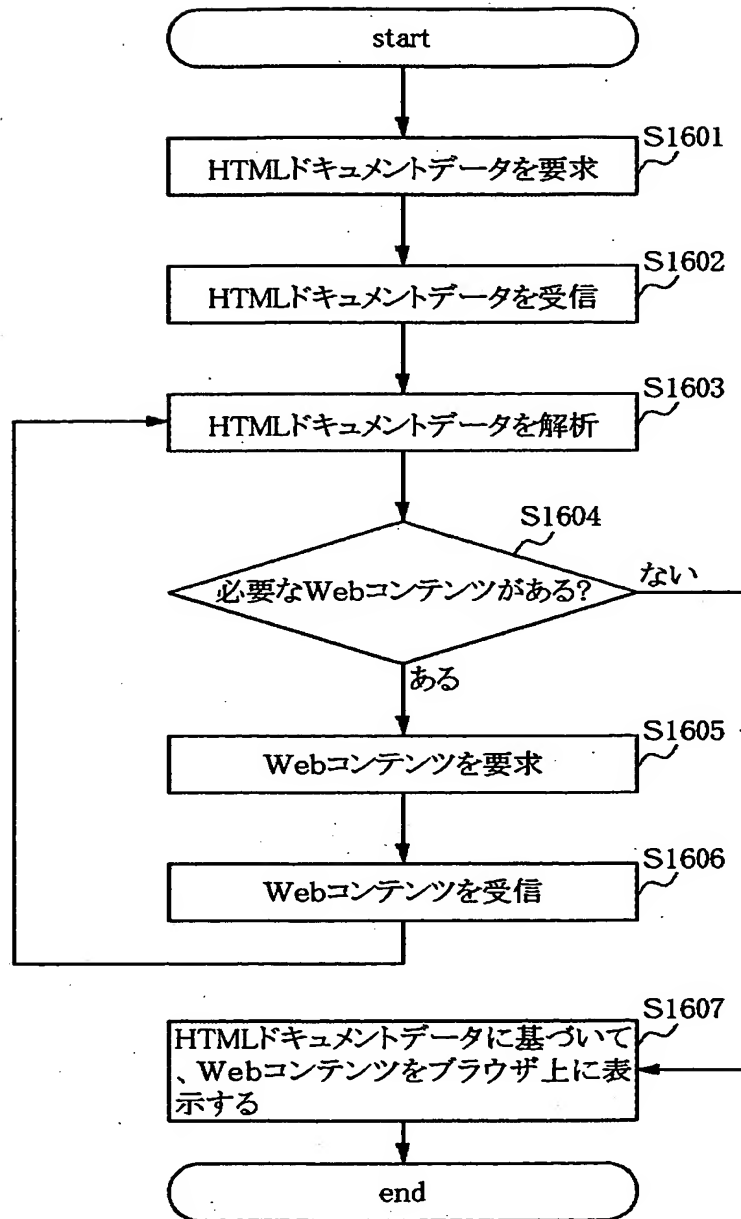 start
S1601
HTMLドキュメントデータを要求
S1602
HTMLドキュメントデータを受信
S1603
HTMLドキュメントデータを解析
S1604
必要なWebコンテンツがある?
ない
ある
S1605
Webコンテンツを要求
S1606
Webコンテンツを受信
S1607
HTMLドキュメントデータに基づいて
、Webコンテンツをブラウザ上に表
示する
end